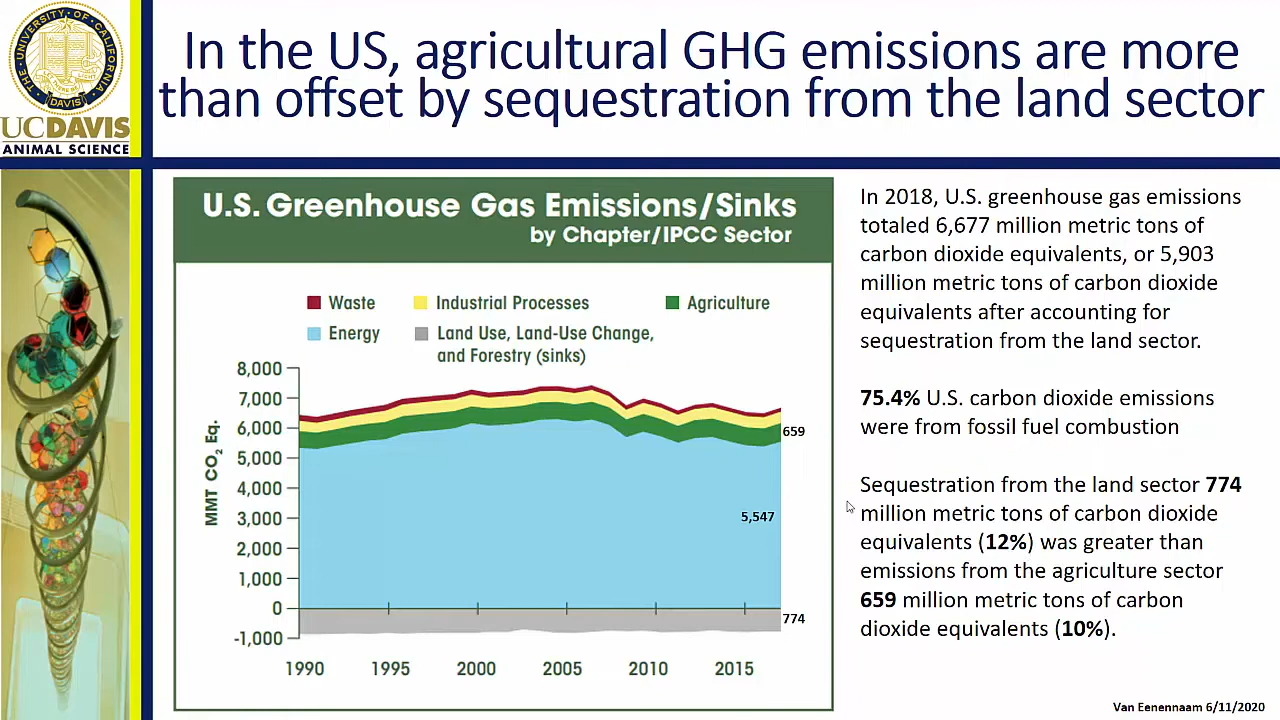 In the US, agricultural GHG emissions are more
than offset by sequestration from the land sector
THE UNIVERSITY OF CALIFORNIA
DAVIS
UCDAVIS
ANIMAL SCIENCE
U.S. Greenhouse Gas Emissions/Sinks
by Chapter/IPCC Sector
Waste
Industrial Processes
Agriculture
Energy
Land Use, Land-Use Change,
and Forestry (sinks)
MMT CO2 Eq.
8,000
7,000
6,000
5,000
4,000
3,000
2,000
1,000
0
-1,000
659
5,547
774
1990
1995
2000
2005
2010
2015
In 2018, U.S. greenhouse gas emissions
totaled 6,677 million metric tons of
carbon dioxide equivalents, or 5,903
million metric tons of carbon dioxide
equivalents after accounting for
sequestration from the land sector.
75.4% U.S. carbon dioxide emissions
were from fossil fuel combustion
Sequestration from the land sector 774
million metric tons of carbon dioxide
equivalents (12%) was greater than
emissions from the agriculture sector
659 million metric tons of carbon
dioxide equivalents (10%).
Van Eenennaam 6/11/2020